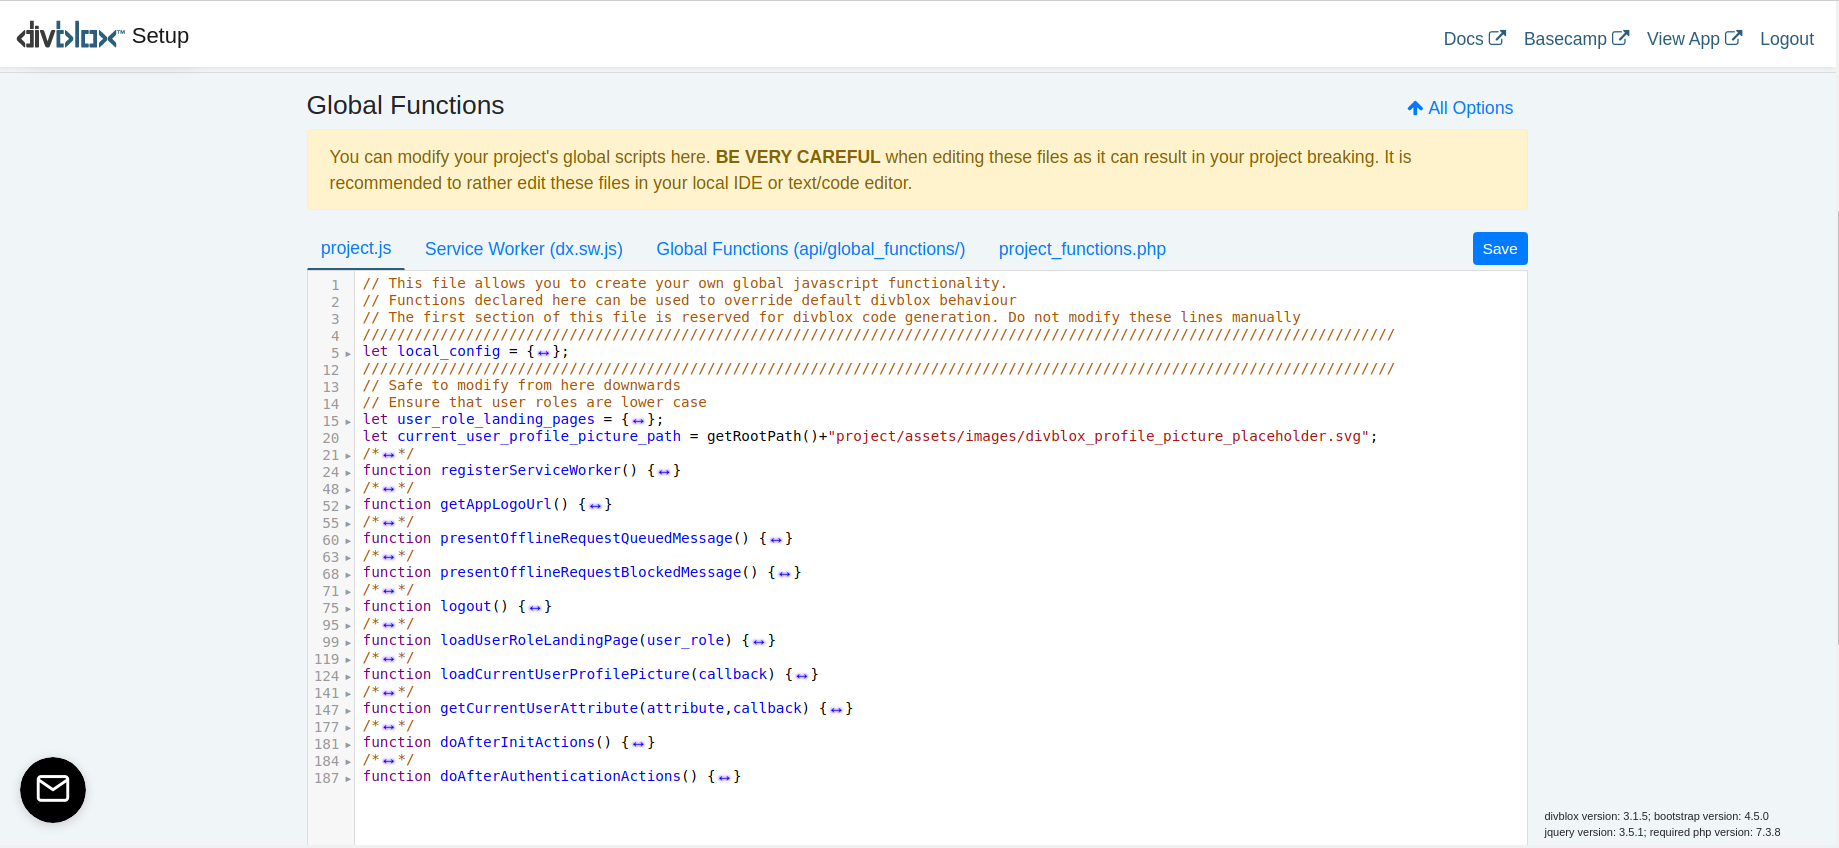 divblox™ Setup
Docs
Basecamp
View App
Logout
Global Functions
All Options
You can modify your project's global scripts here. BE VERY CAREFUL when editing these files as it can result in your project breaking. It is
recommended to rather edit these files in your local IDE or text/code editor.
project.js
Service Worker (dx.sw.js)
Global Functions (api/global_functions/)
project_functions.php
Save
1 // This file allows you to create your own global javascript functionality.
2 // Functions declared here can be used to override default divblox behaviour
3 // The first section of this file is reserved for divblox code generation. Do not modify these lines manually
4 ////////////////////////////////////////////////////////////////////////////////////////////////////////////////////////
5 let local_config = {↔};
12 ////////////////////////////////////////////////////////////////////////////////////////////////////////////////////////
13 // Safe to modify from here downwards
14 // Ensure that user roles are lower case
15 let user_role_landing_pages = {↔};
20 let current_user_profile_picture_path = getRootPath()+"project/assets/images/divblox_profile_picture_placeholder.svg";
21 /*↔*/
24 function registerServiceWorker() {↔}
48 /*↔*/
52 function getAppLogoUrl() {↔}
55 /*↔*/
60 function presentOfflineRequestQueuedMessage() {↔}
63 /*↔*/
68 function presentOfflineRequestBlockedMessage() {↔}
71 /*↔*/
75 function logout() {↔}
95 /*↔*/
99 function loadUserRoleLandingPage(user_role) {↔}
119 /*↔*/
124 function loadCurrentUserProfilePicture(callback) {↔}
141 /*↔*/
147 function getCurrentUserAttribute(attribute,callback) {↔}
177 /*↔*/
181 function doAfterInitActions() {↔}
184 /*↔*/
187 function doAfterAuthenticationActions() {↔}
divblox version: 3.1.5; bootstrap version: 4.5.0
jquery version: 3.5.1; required php version: 7.3.8